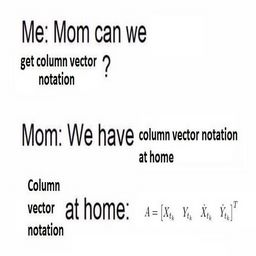 Me: Mom can we
get column vector
notation ?
Mom: We have column vector notation
at home
Column
vector at home: A = [X_{t_k} Y_{t_k} Ẋ_{t_k} Ẏ_{t_k}]^T
notation